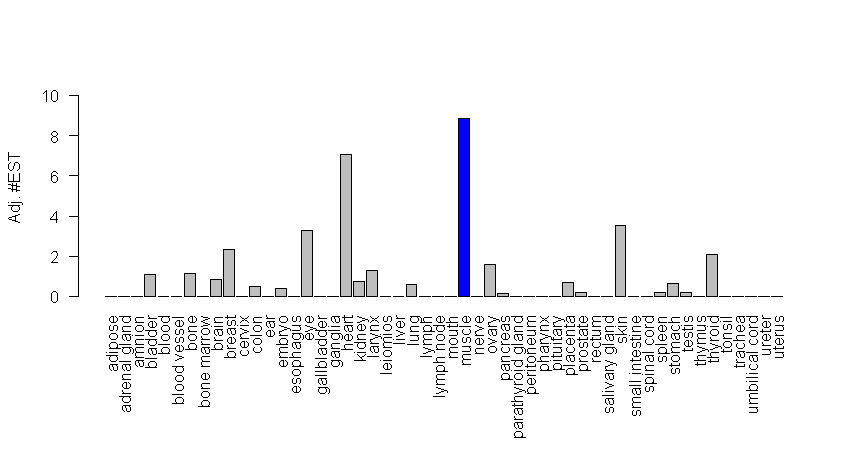 Adj. #EST
10
8
6
4
2
0
adipose
adrenal gland
amnion
bladder
blood
blood vessel
bone
bone marrow
brain
breast
cervix
colon
ear
embryo
esophagus
eye
gallbladder
ganglia
heart
kidney
larynx
leiomios
liver
lung
lymph
lymph node
mouth
muscle
nerve
ovary
pancreas
parathyroid gland
peritoneum
pharynx
pituitary
placenta
prostate
rectum
salivary gland
skin
small intestine
spinal cord
spleen
stomach
testis
thymus
thyroid
tonsil
trachea
umbilical cord
ureter
uterus